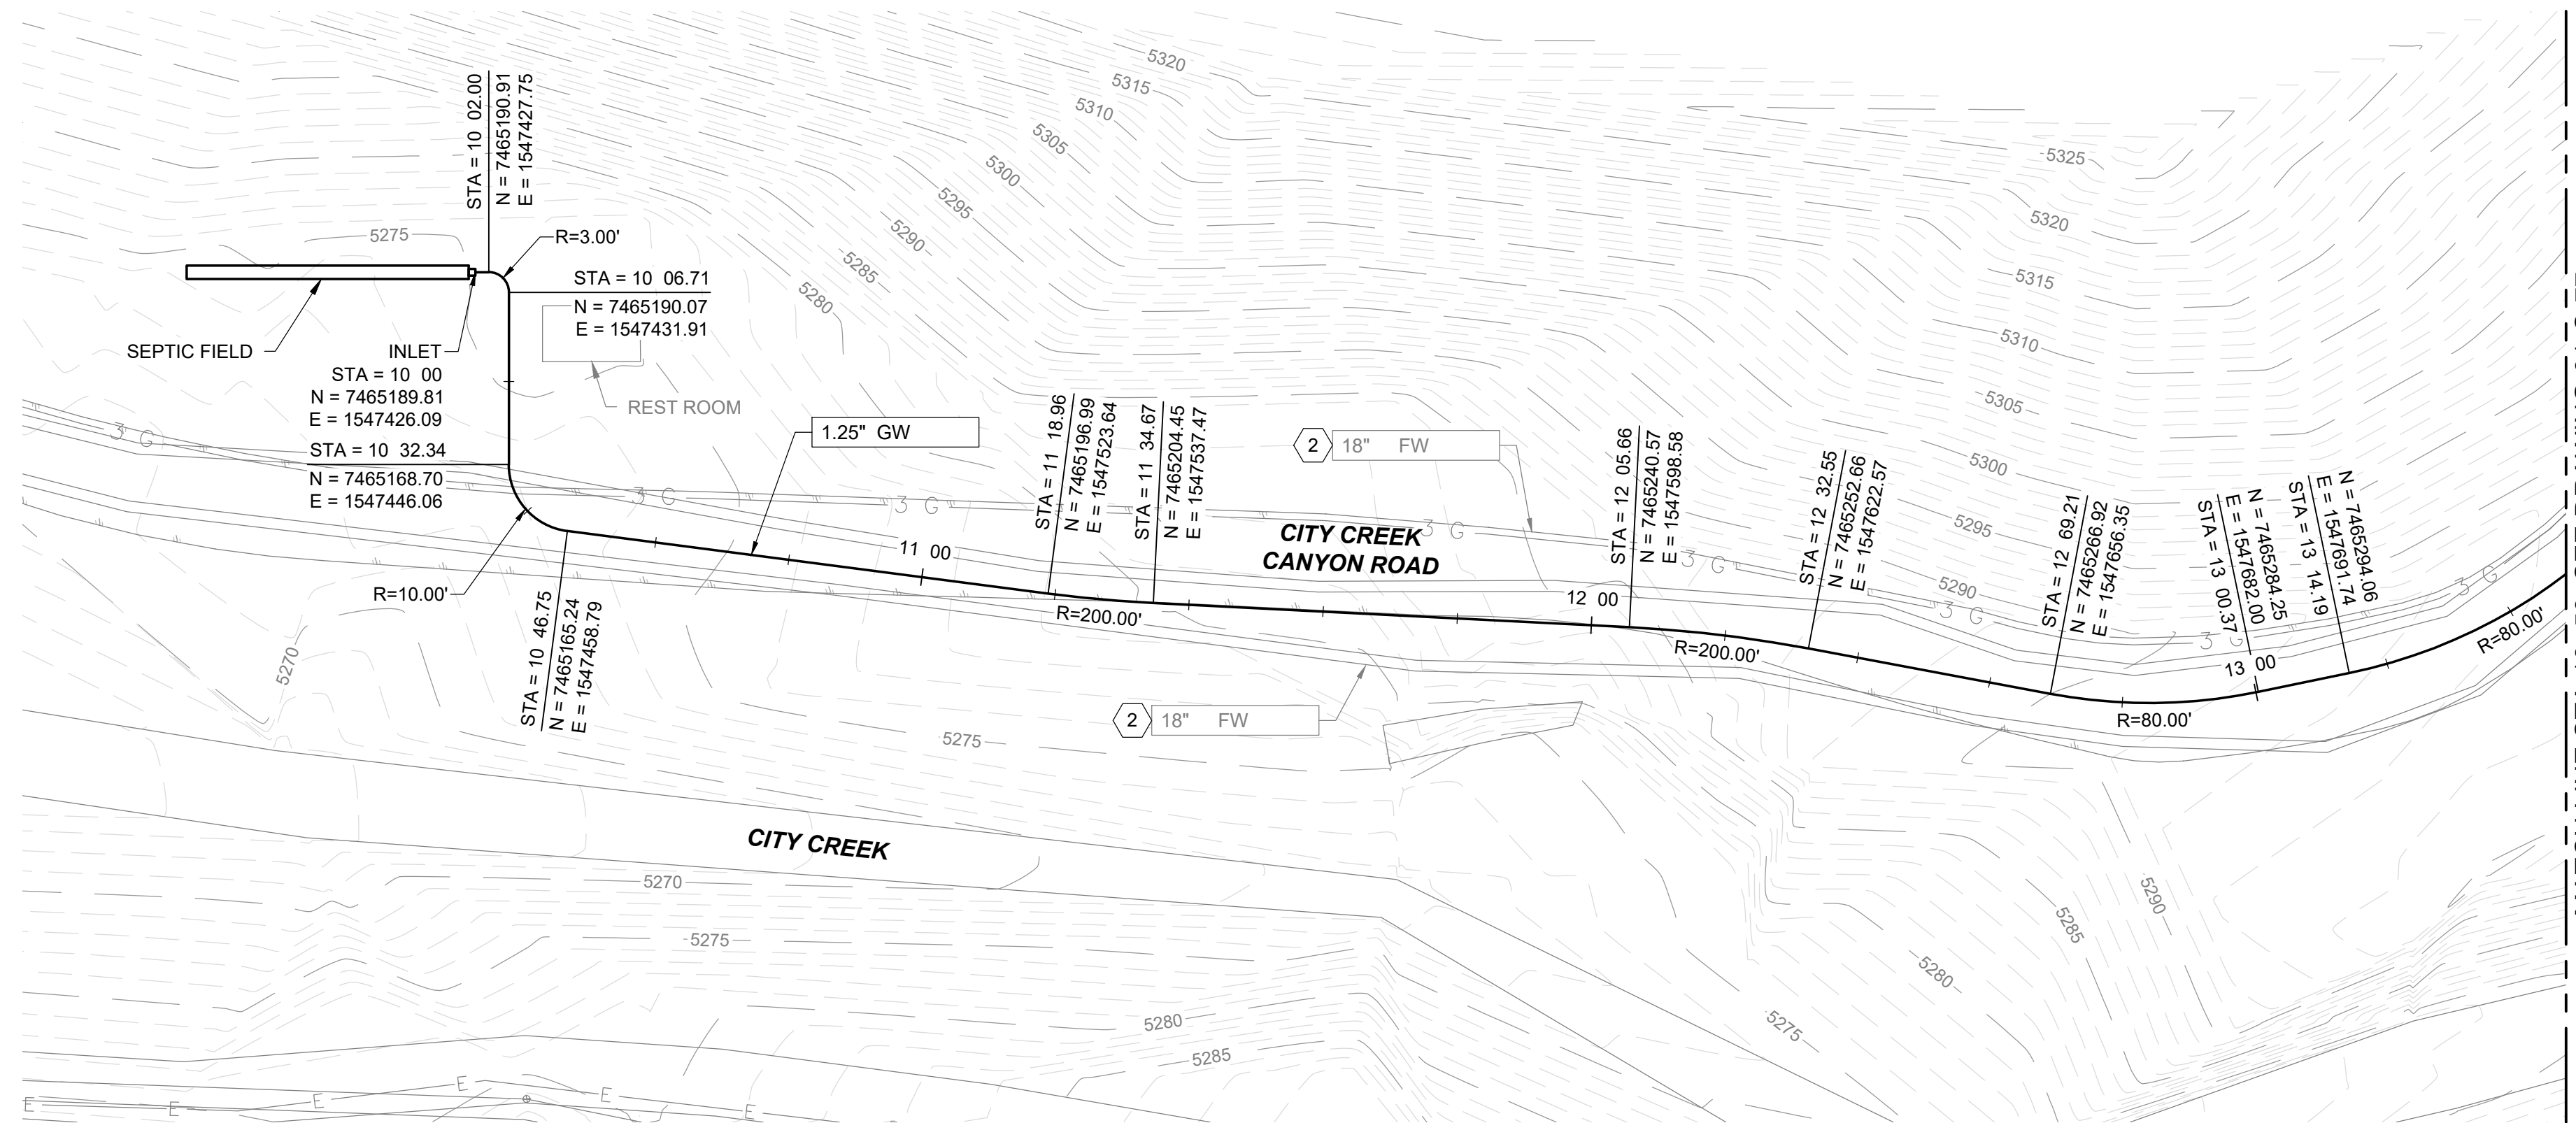 5320
5315
5310
5305
5300
5295
5290
5285
5280
5325
5320
5315
5310
5305
5300
5295
5290
STA = 10 02.00
N = 7465190.91
E = 1547427.75
5275
R=3.00'
STA = 10 06.71
N = 7465190.07
E = 1547431.91
SEPTIC FIELD
INLET
STA = 10 00
N = 7465189.81
E = 1547426.09
STA = 10 32.34
N = 7465168.70
E = 1547446.06
REST ROOM
1.25" GW
3 G
3 G
3 G
3 G
3 G
3 G
3 G
3 G
R=10.00'
STA = 10 46.75
N = 7465165.24
E = 1547458.79
11 00
STA = 11 18.96
N = 7465196.99
E = 1547523.64
STA = 11 34.67
N = 7465204.45
E = 1547537.47
R=200.00'
2
18" FW
CITY CREEK
CANYON ROAD
12 00
STA = 12 05.66
N = 7465240.57
E = 1547598.58
R=200.00'
STA = 12 32.55
N = 7465252.66
E = 1547622.57
STA = 12 69.21
N = 7465266.92
E = 1547656.35
R=80.00'
N = 7465284.25
E = 1547682.00
STA = 13 00.37
13 00
N = 7465294.06
E = 1547691.74
STA = 13 14.19
R=80.00'
2
18" FW
5270
5275
CITY CREEK
5270
5275
5280
5285
5290
5285
5280
5275
E
E
E
E
E
E